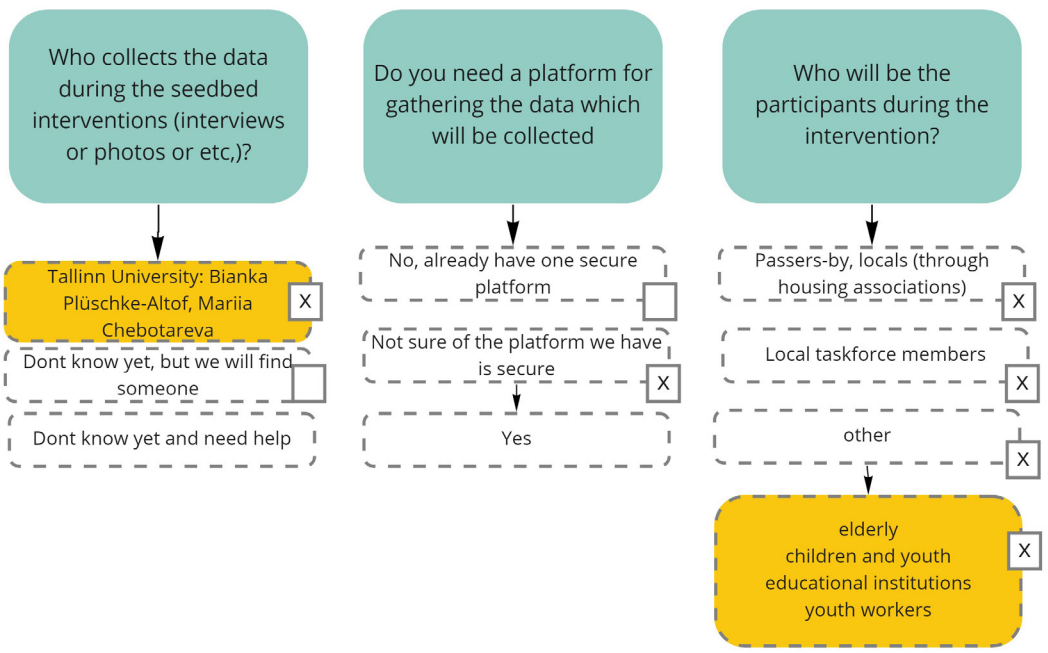 Who collects the data
during the seedbed
interventions (interviews
or photos or etc,)?
Tallinn University: Bianka
Plüschke-Altof, Mariia
Chebotareva
X
Dont know yet, but we will find
someone
Dont know yet and need help
Do you need a platform for
gathering the data which
will be collected
No, already have one secure
platform
Not sure of the platform we have
is secure
X
Yes
Who will be the
participants during the
intervention?
Passers-by, locals (through
housing associations)
X
Local taskforce members
X
other
X
elderly
children and youth
educational institutions
youth workers
X